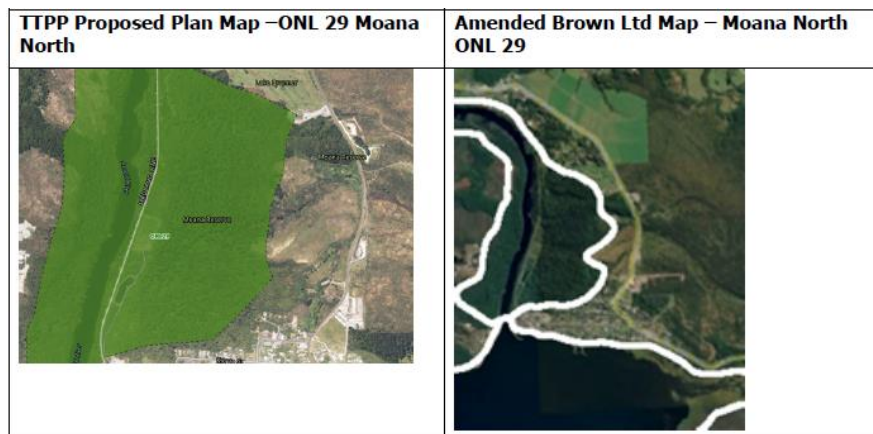 TTPP Proposed Plan Map –ONL 29 Moana
North
Amended Brown Ltd Map – Moana North
ONL 29
Moana Reserve